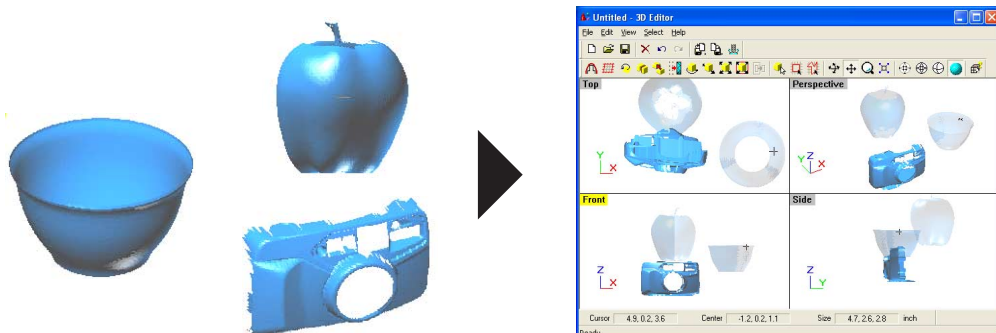 Untitled - 3D Editor
File Edit View Select Help
Top
Perspective
Y
X
Z
Y
X
Front
Side
Z
X
Z
Y
Cursor 4.9, 0.2, 3.6 Center -1.2, 0.2, 1.1 Size 4.7, 2.6, 2.8 inch
Ready